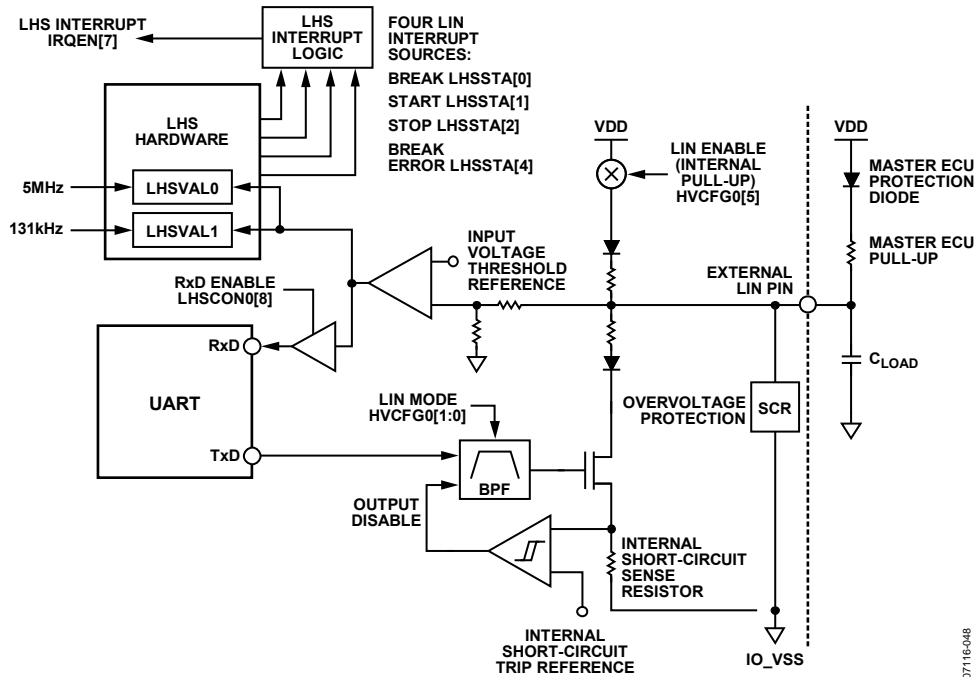 LHS INTERRUPT
IRQEN[7]
LHS
INTERRUPT
LOGIC
FOUR LIN
INTERRUPT
SOURCES:
BREAK LHSSTA[0]
START LHSSTA[1]
STOP LHSSTA[2]
BREAK
ERROR LHSSTA[4]
LHS
HARDWARE
5MHz
LHSVAL0
131kHz
LHSVAL1
VDD
LIN ENABLE
(INTERNAL
PULL-UP)
HVCFG0[5]
VDD
MASTER ECU
PROTECTION
DIODE
MASTER ECU
PULL-UP
INPUT
VOLTAGE
THRESHOLD
REFERENCE
EXTERNAL
LIN PIN
RxD ENABLE
LHSCON0[8]
RxD
UART
TxD
CLOAD
LIN MODE
HVCFG0[1:0]
OVERVOLTAGE
PROTECTION
SCR
BPF
OUTPUT
DISABLE
INTERNAL
SHORT-CIRCUIT
SENSE
RESISTOR
INTERNAL
SHORT-CIRCUIT
TRIP REFERENCE
IO_VSS
07116-048